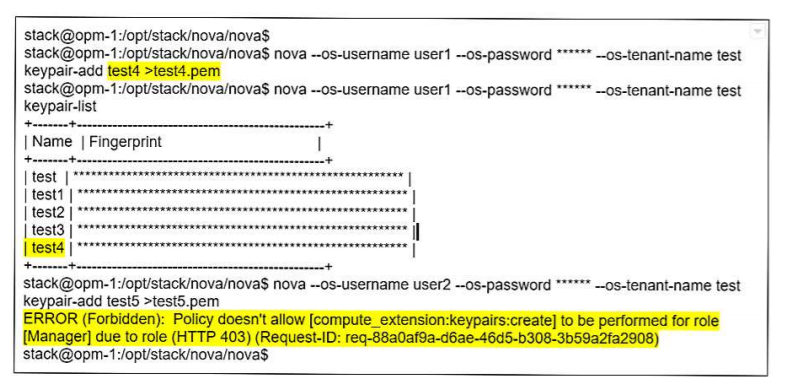 stack@opm-1:/opt/stack/nova/nova$
stack@opm-1:/opt/stack/nova/nova$ nova --os-username user1 --os-password ****** --os-tenant-name test
keypair-add test4 >test4.pem
stack@opm-1:/opt/stack/nova/nova$ nova --os-username user1 --os-password ****** --os-tenant-name test
keypair-list
+-------+------------------------------------------------+
| Name | Fingerprint |
+-------+------------------------------------------------+
| test | ******************************************************** |
| test1 | ******************************************************** |
| test2 | ******************************************************** |
| test3 | ******************************************************** |
| test4 | ******************************************************** |
+-------+------------------------------------------------+
stack@opm-1:/opt/stack/nova/nova$ nova --os-username user2 --os-password ****** --os-tenant-name test
keypair-add test5 >test5.pem
ERROR (Forbidden): Policy doesn't allow [compute_extension:keypairs:create] to be performed for role
[Manager] due to role (HTTP 403) (Request-ID: req-88a0af9a-d6ae-46d5-b308-3b59a2fa2908)
stack@opm-1:/opt/stack/nova/nova$